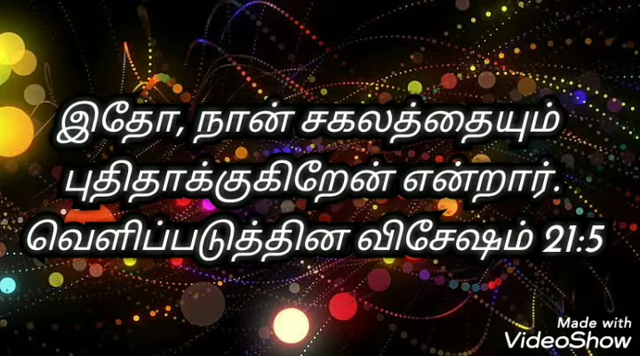 இதோ, நான் சகலத்தையும்
புதிதாக்குகிறேன் என்றார்.
வெளிப்படுத்தின விசேஷம் 21:5
Made with
VideoShow